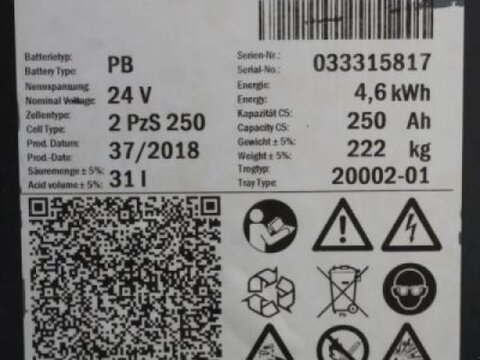 Batterietyp:
Battery Type: PB
Nennspannung:
Nominal Voltage: 24 V
Zellentype:
Cell Type: 2 PzS 250
Prod. Datum:
Prod.-Date: 37/2018
Säuremenge ± 5%:
Acid volume ± 5%: 31 l
Serien-Nr.:
Serial-No.: 033315817
Energie:
Energy: 4,6 kWh
Kapazität C5:
Capacity C5: 250 Ah
Gewicht ± 5%:
Weight ± 5%: 222 kg
Trogtyp:
Tray Type: 20002-01
Pb